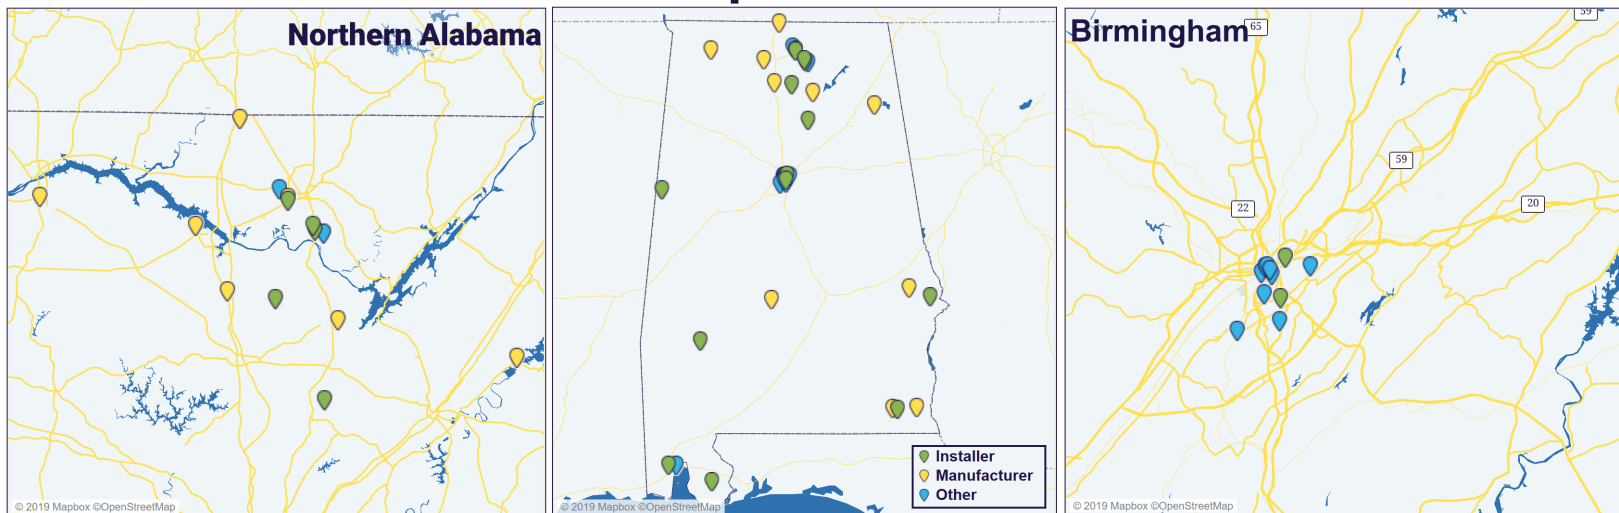 Northern Alabama
© 2019 Mapbox ©OpenStreetMap
Installer
Manufacturer
Other
© 2019 Mapbox ©OpenStreetMap
Birmingham
65
59
59
22
20
© 2019 Mapbox ©OpenStreetMap